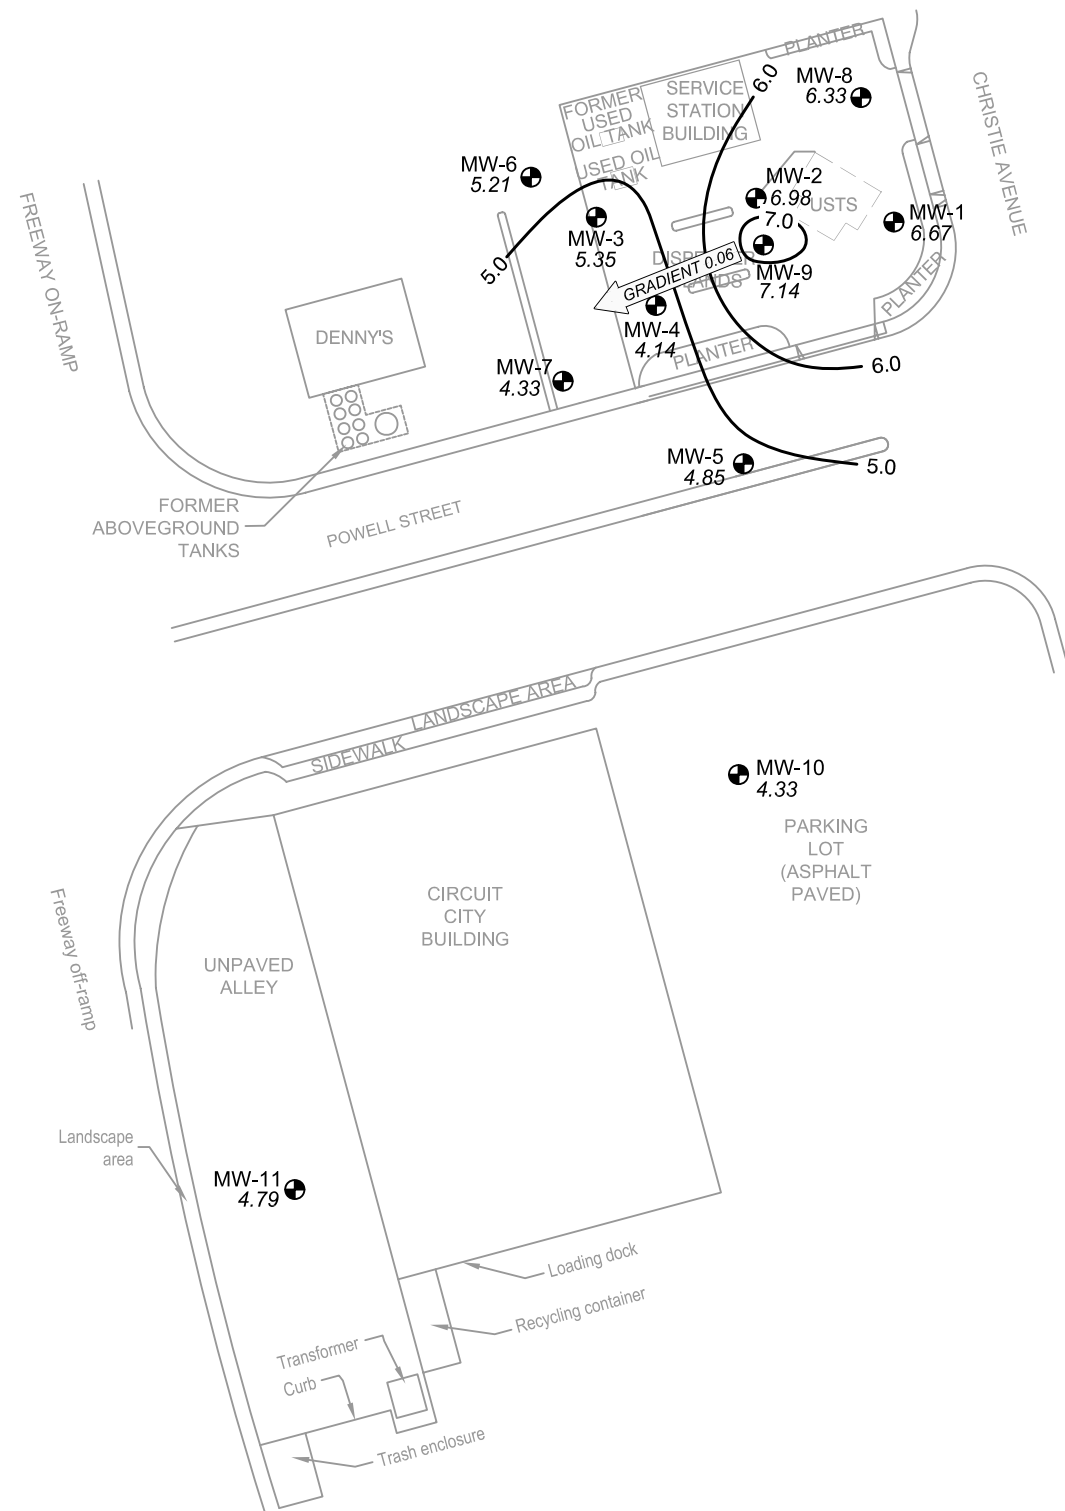 PLANTER
6.0
MW-8
6.33
CHRISTIE AVENUE
SERVICE
STATION
BUILDING
FORMER
USED
OIL TANK
USED OIL
TANK
MW-6
5.21
MW-2
6.98
USTS
7.0
MW-1
6.67
MW-3
5.35
5.0
MW-9
7.14
GRADIENT 0.06
PLANTER
FREEWAY ON-RAMP
DENNY'S
MW-4
4.14
PLANTER
6.0
MW-7
4.33
MW-5
4.85
5.0
FORMER
ABOVEGROUND
TANKS
POWELL STREET
LANDSCAPE AREA
SIDEWALK
MW-10
4.33
PARKING
LOT
(ASPHALT
PAVED)
CIRCUIT
CITY
BUILDING
Freeway off-ramp
UNPAVED
ALLEY
Landscape
area
MW-11
4.79
Loading dock
Recycling container
Transformer
Curb
Trash enclosure